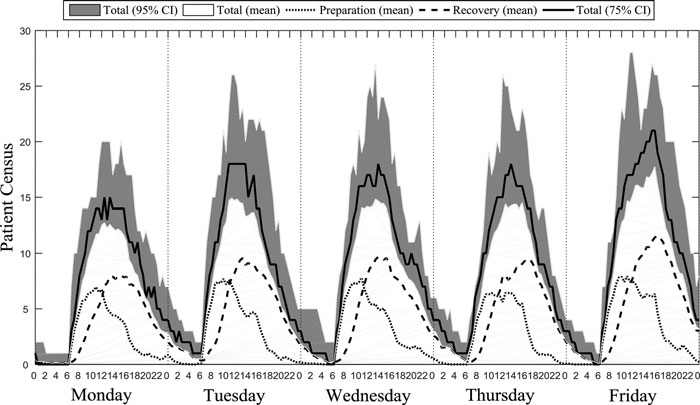 Total (95% CI) Total (mean) Preparation (mean) Recovery (mean) Total (75% CI)
30
25
20
15
10
5
0
Patient Census
0 2 4 6 8 10121416182022 0 2 4 6 8 10121416182022 0 2 4 6 8 10121416182022 0 2 4 6 8 10121416182022 0 2 4 6 8 10121416182022 0
Monday Tuesday Wednesday Thursday Friday